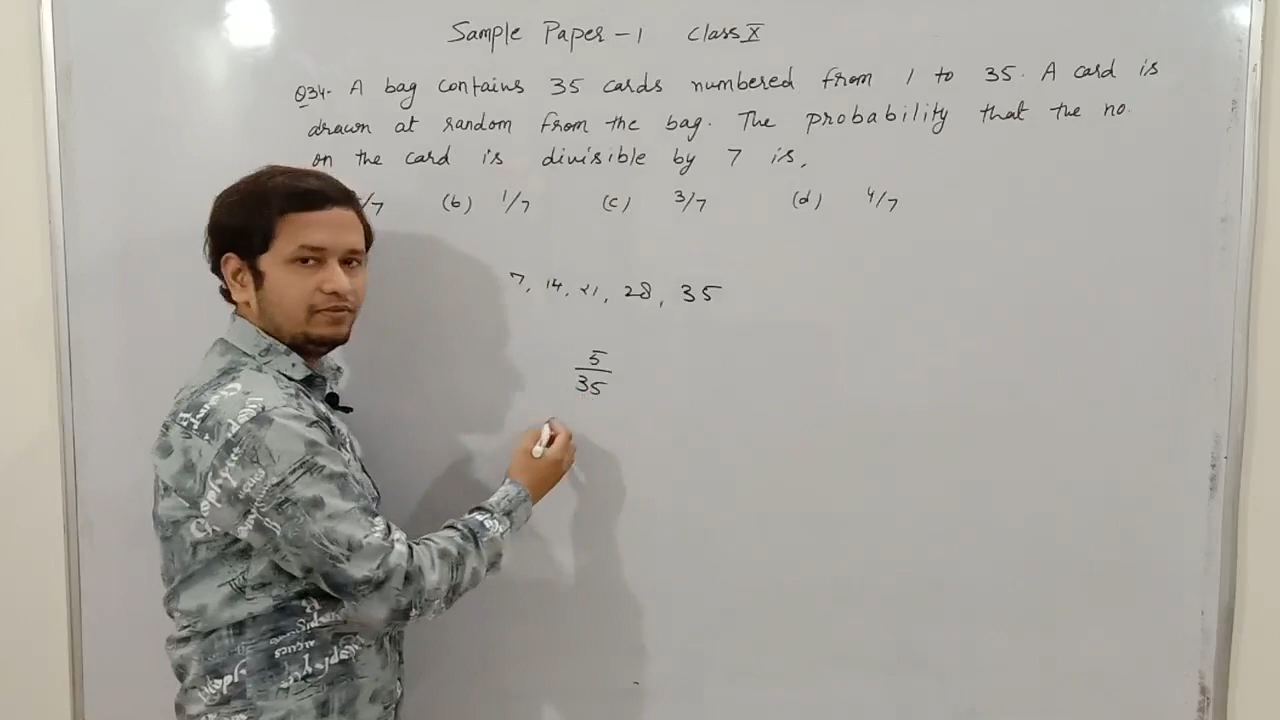 Sample Paper - 1 Class X
Q34- A bag contains 35 cards numbered from 1 to 35. A card is
drawn at random from the bag. The probability that the no.
on the card is divisible by 7 is,
/7 (b) 1/7 (c) 3/7 (d) 4/7
7, 14, 21, 28, 35
5
35